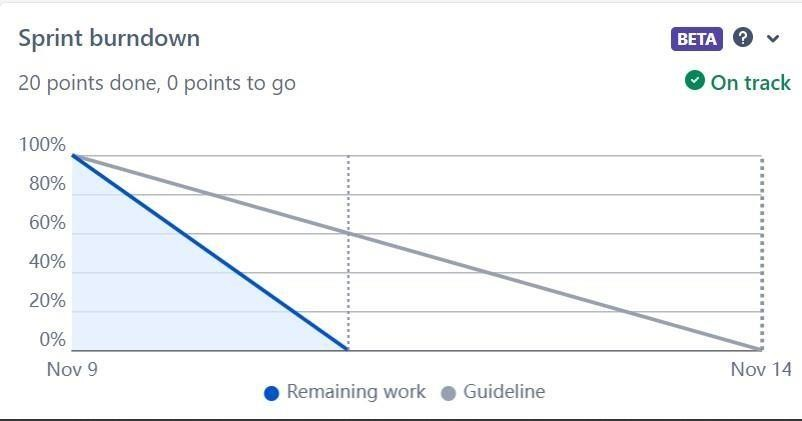 Sprint burndown BETA ?
20 points done, 0 points to go On track
100%
80%
60%
40%
20%
0%
Nov 9 Nov 14
Remaining work Guideline